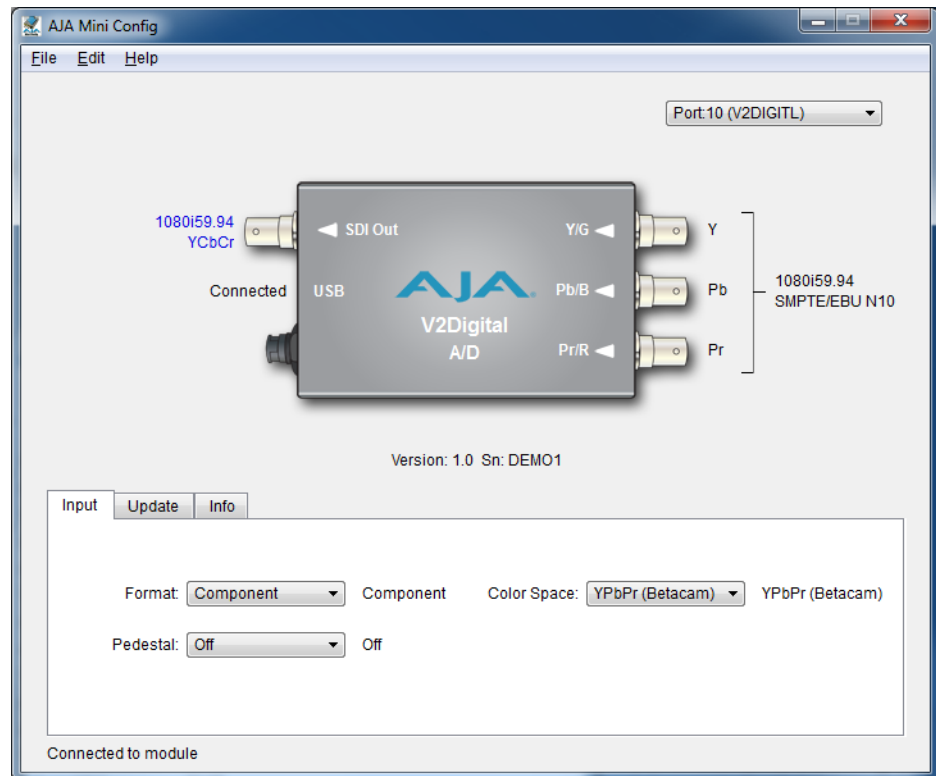 AJA Mini Config
File Edit Help
Port:10 (V2DIGITL)
1080i59.94
YCbCr
SDI Out
Y/G
Y
Connected
USB
AJA
Pb/B
Pb
1080i59.94
SMPTE/EBU N10
V2Digital
A/D
Pr/R
Pr
Version: 1.0 Sn: DEMO1
Input Update Info
Format: Component Component Color Space: YPbPr (Betacam) YPbPr (Betacam)
Pedestal: Off Off
Connected to module